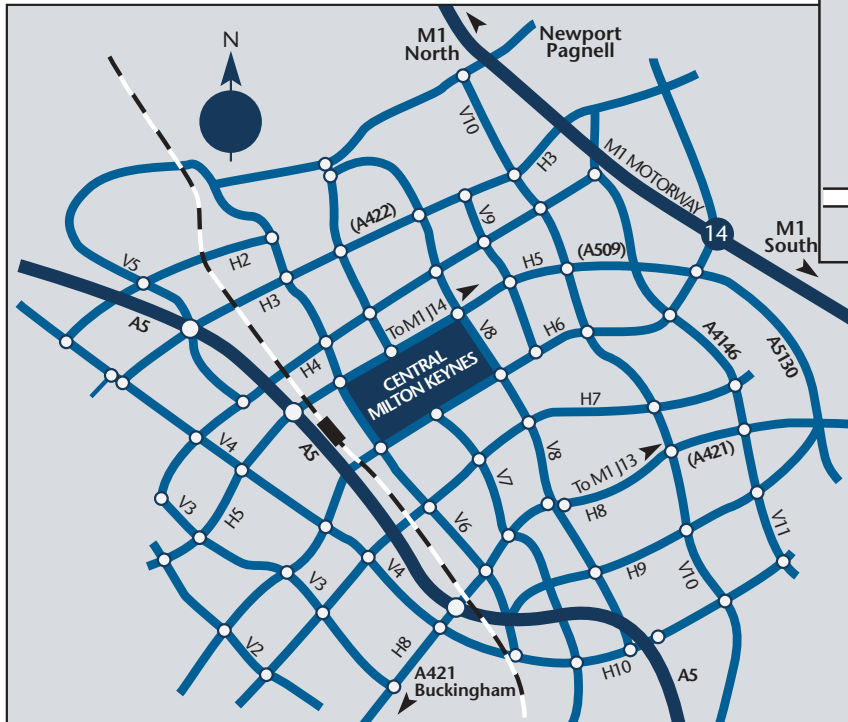 N
M1
North
Newport
Pagnell
V10
H3
M1 MOTORWAY
14
M1
South
(A422)
V9
H5
(A509)
V5
H2
H3
A5
To M1 J14
V8
H6
A4146
A5130
H4
CENTRAL
MILTON KEYNES
H7
V4
A5
V8
To M1 J13
(A421)
V3
H5
V7
V6
H8
V11
V4
V3
H9
V10
V2
H8
H10
A5
A421
Buckingham